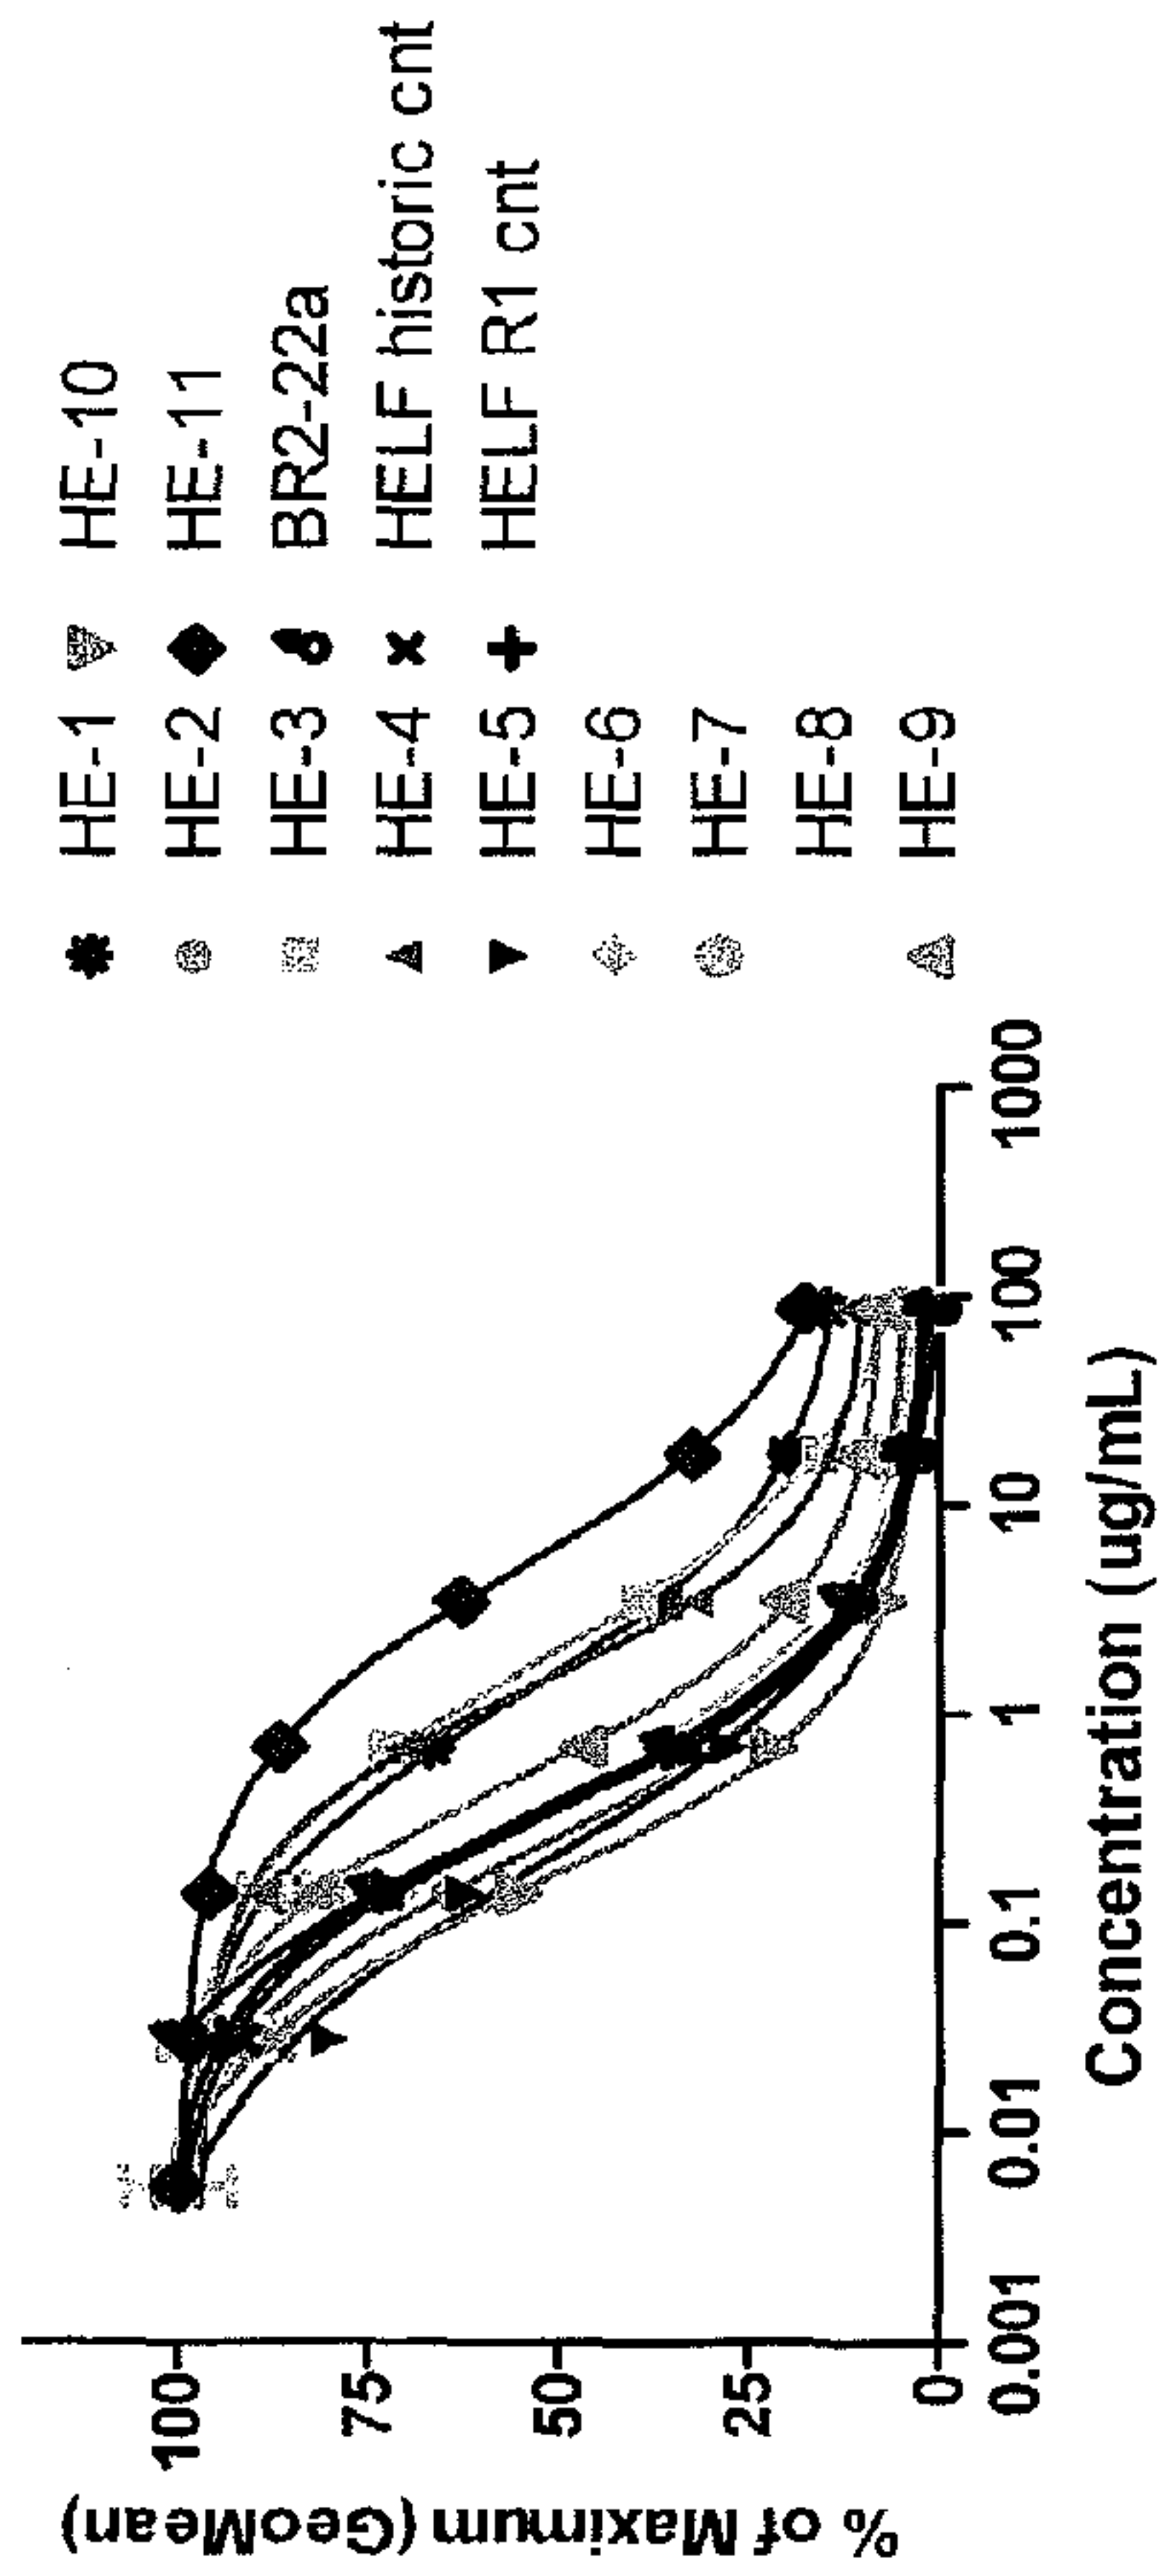 % of Maximum (GeoMean)
100
75
50
25
0
0.001
0.01
0.1
1
10
100
1000
Concentration (ug/mL)
HE-1
HE-2
HE-3
HE-4
HE-5
HE-6
HE-7
HE-8
HE-9
HE-10
HE-11
BR2-22a
HELF historic cnt
HELF R1 cnt